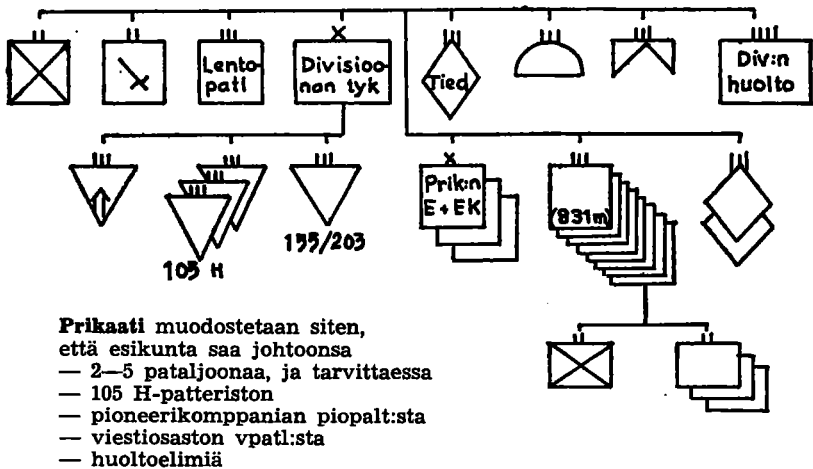 Lento-
patl
Divisioo-
nan tyk
Tied
Div:n
huolto
105 H
155/203
Prik:n
E+EK
(831m)
Prikaati muodostetaan siten,
että esikunta saa johtoonsa
— 2—5 pataljoonaa, ja tarvittaessa
— 105 H-patteriston
— pioneerikomppanian piopalt:sta
— viestiosaston vpatl:sta
— huoltoelimiä